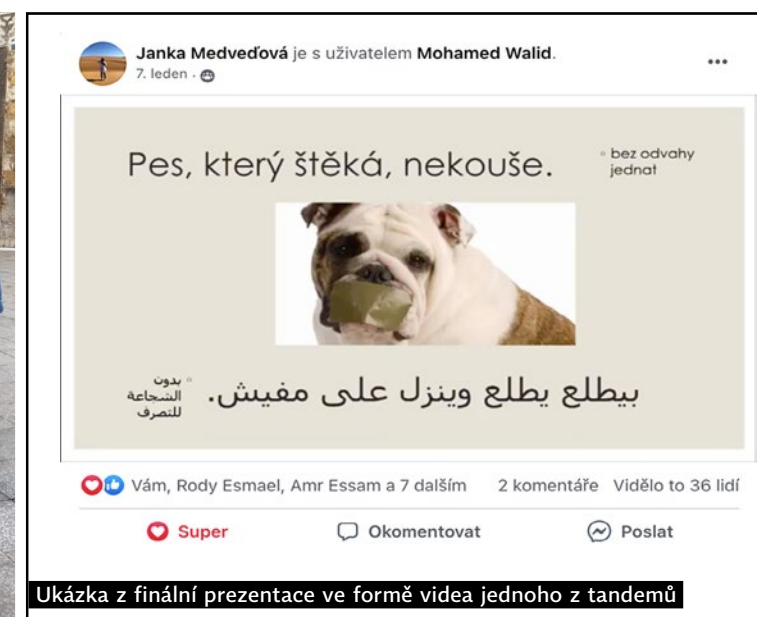 Janka Medveďová je s uživatelem Mohamed Walid.
7. leden ·
Pes, který štěká, nekouše.
◦ bez odvahy
jednat
بيطلع يطلع وينزل على مفيش.
◦ بدون
الشجاعة
للتصرف
Vám, Rody Esmael, Amr Essam a 7 dalším 2 komentáře Vidělo to 36 lidí
Super Okomentovat Poslat
Ukázka z finální prezentace ve formě videa jednoho z tandemů